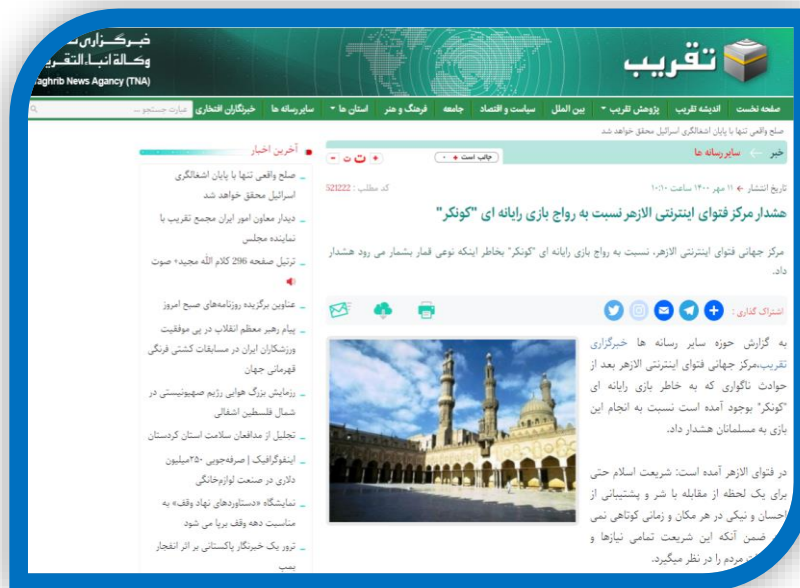 تقریب
وکالة أنباء التقریب
Taghrib News Agency (TNA)
صفحه نخست اندیشه تقریب پژوهش تقریب بین الملل سیاست و اقتصاد جامعه فرهنگ و هنر استان ها سایر رسانه ها خبرنگاران افتخاری عبارت جستجو ...
صلح واقعی تنها با پایان اشغالگری اسرائیل محقق خواهد شد
خبر سایر رسانه ها
جالب است + ۰
+ ت ت -
تاریخ انتشار ۱۱ مهر ۱۴۰۰ ساعت ۱۰:۱۰
کد مطلب : 521222
هشدار مرکز فتوای اینترنتی الازهر نسبت به رواج بازی رایانه ای "کونکر"
مرکز جهانی فتوای اینترنتی الازهر، نسبت به رواج بازی رایانه ای "کونکر" بخاطر اینکه نوعی قمار بشمار می رود هشدار
داد.
اشتراک گذاری :
به گزارش حوزه سایر رسانه ها خبرگزاری
تقریب،مرکز جهانی فتوای اینترنتی الازهر بعد از
حوادث ناگواری که به خاطر بازی رایانه ای
"کونکر" بوجود آمده است نسبت به انجام این
بازی به مسلمانان هشدار داد.
در فتوای الازهر آمده است: شریعت اسلام حتی
برای یک لحظه از مقابله با شر و پشتیبانی از
احسان و نیکی در هر مکان و زمانی کوتاهی نمی
ضمن آنکه این شریعت تمامی نیازها و
مردم را در نظر میگیرد.
آخرین اخبار
صلح واقعی تنها با پایان اشغالگری
اسرائیل محقق خواهد شد
دیدار معاون امور ایران مجمع تقریب با
نماینده مجلس
ترتیل صفحه 296 کلام الله مجید+ صوت
عناوین برگزیده روزنامه‌های صبح امروز
پیام رهبر معظم انقلاب در پی موفقیت
ورزشکاران ایران در مسابقات کشتی فرنگی
قهرمانی جهان
رزمایش بزرگ هوایی رژیم صهیونیستی در
شمال فلسطین اشغالی
تجلیل از مدافعان سلامت استان کردستان
اینفوگرافیک | صرفه‌جویی ۲۵۰میلیون
دلاری در صنعت لوازم‌خانگی
نمایشگاه «دستاوردهای نهاد وقف» به
مناسبت دهه وقف برپا می شود
ترور یک خبرنگار پاکستانی بر اثر انفجار
بمب